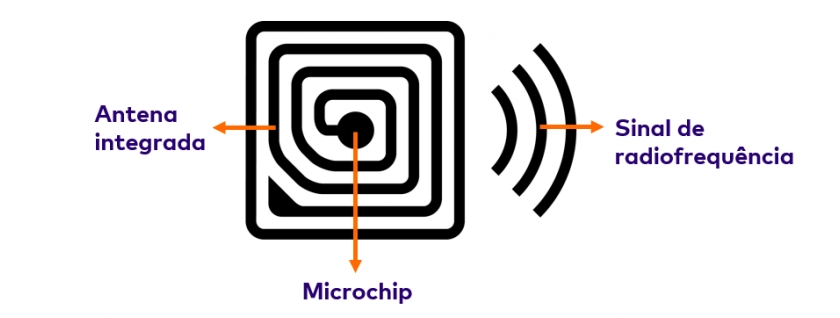 Antena
integrada
Sinal de
radiofrequência
Microchip